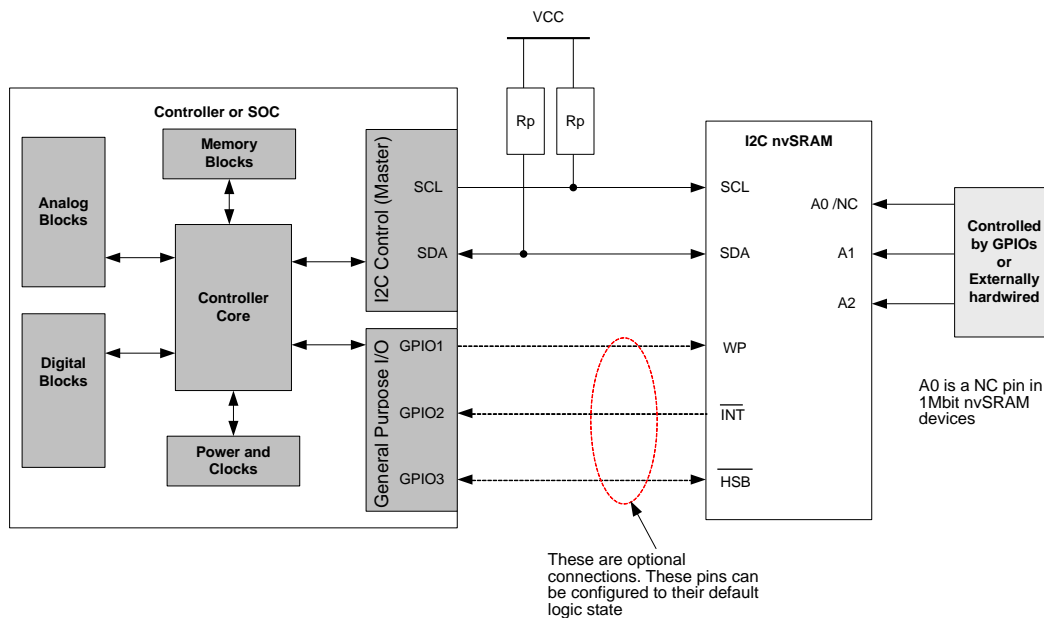 VCC
Rp
Rp
Controller or SOC
Memory
Blocks
Analog
Blocks
Controller
Core
Digital
Blocks
Power and
Clocks
I2C Control (Master)
SCL
SDA
General Purpose I/O
GPIO1
GPIO2
GPIO3
I2C nvSRAM
SCL
SDA
WP
INT
HSB
A0 /NC
A1
A2
Controlled
by GPIOs
or
Externally
hardwired
A0 is a NC pin in
1Mbit nvSRAM
devices
These are optional
connections. These pins can
be configured to their default
logic state